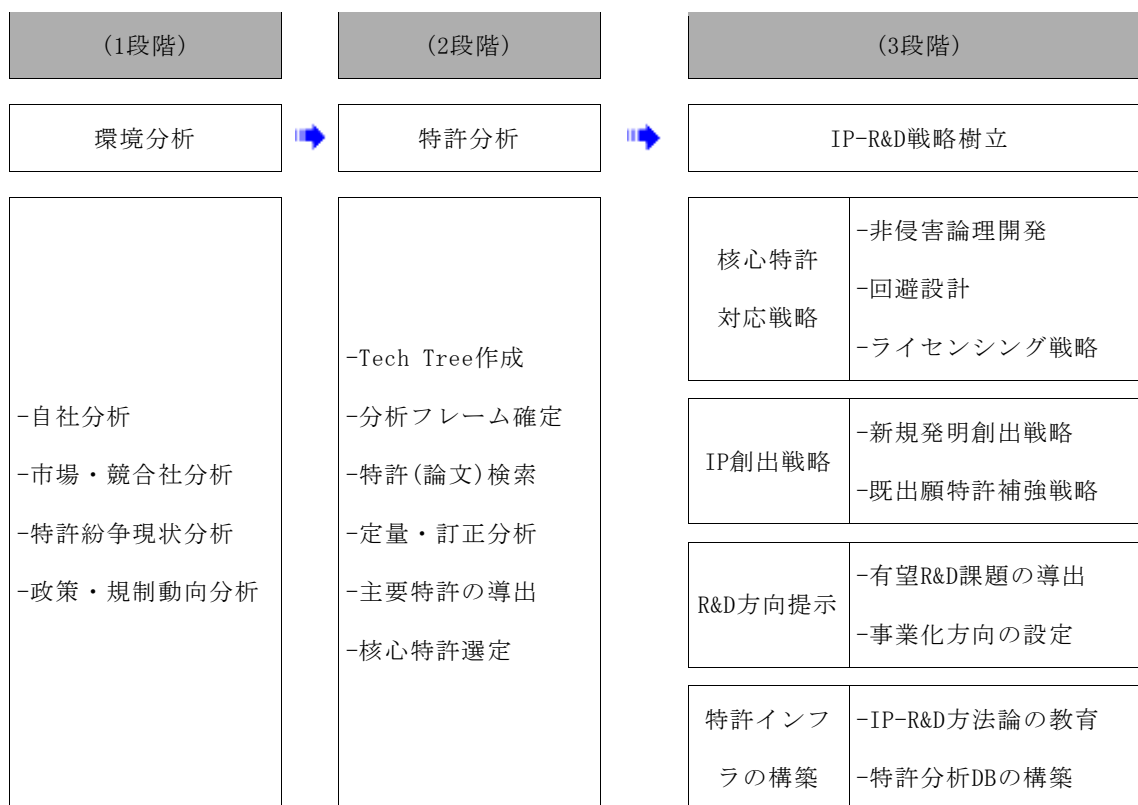 (1段階)
(2段階)
(3段階)
環境分析
特許分析
IP-R&D戦略樹立
-自社分析
-市場・競合社分析
-特許紛争現状分析
-政策・規制動向分析
-Tech Tree作成
-分析フレーム確定
-特許(論文)検索
-定量・訂正分析
-主要特許の導出
-核心特許選定
核心特許
対応戦略
-非侵害論理開発
-回避設計
-ライセンシング戦略
IP創出戦略
-新規発明創出戦略
-既出願特許補強戦略
R&D方向提示
-有望R&D課題の導出
-事業化方向の設定
特許インフ
ラの構築
-IP-R&D方法論の教育
-特許分析DBの構築